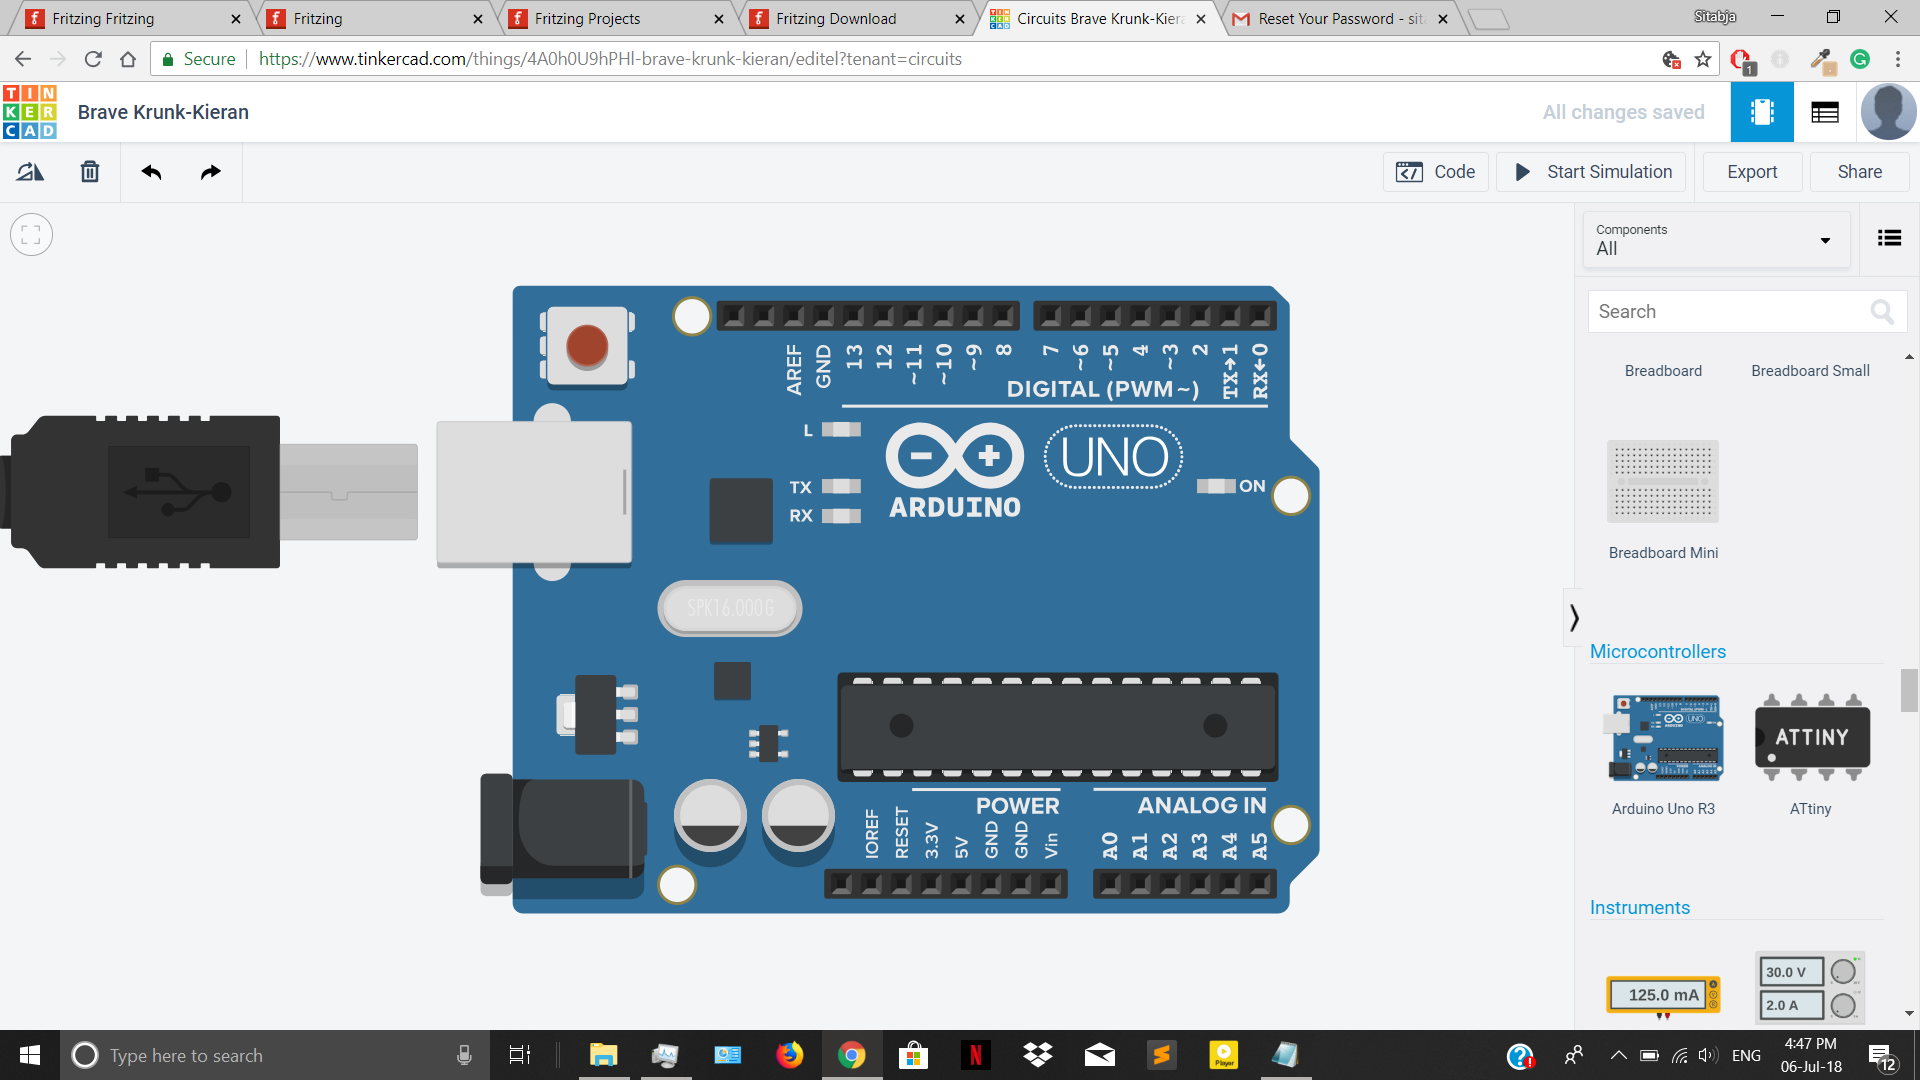 Fritzing Fritzing
Fritzing
Fritzing Projects
Fritzing Download
Circuits Brave Krunk-Kiera
Reset Your Password - sit
Sitabja
Secure
https://www.tinkercad.com/things/4A0h0U9hPHl-brave-krunk-kieran/editel?tenant=circuits
1
TIN
KER
CAD
Brave Krunk-Kieran
All changes saved
Code
Start Simulation
Export
Share
Components
All
Search
Breadboard
Breadboard Small
Breadboard Mini
Microcontrollers
ATTINY
Arduino Uno R3
ATtiny
Instruments
125.0 mA
30.0 V
2.0 A
AREF
GND
13
12
~11
~10
~9
8
7
~6
~5
4
~3
2
TX→1
RX←0
DIGITAL (PWM ~)
L
TX
RX
UNO
ON
ARDUINO
SPK16.000G
POWER
ANALOG IN
IOREF
RESET
3.3V
5V
GND
GND
Vin
A0
A1
A2
A3
A4
A5
Type here to search
Player
ENG
4:47 PM
06-Jul-18
12